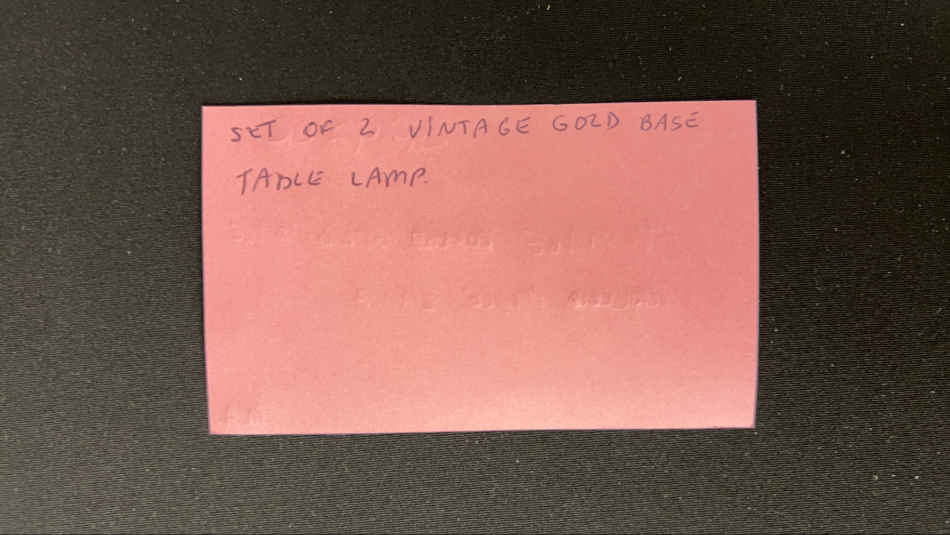 SET OF 2 VINTAGE GOLD BASE
TABLE LAMP.